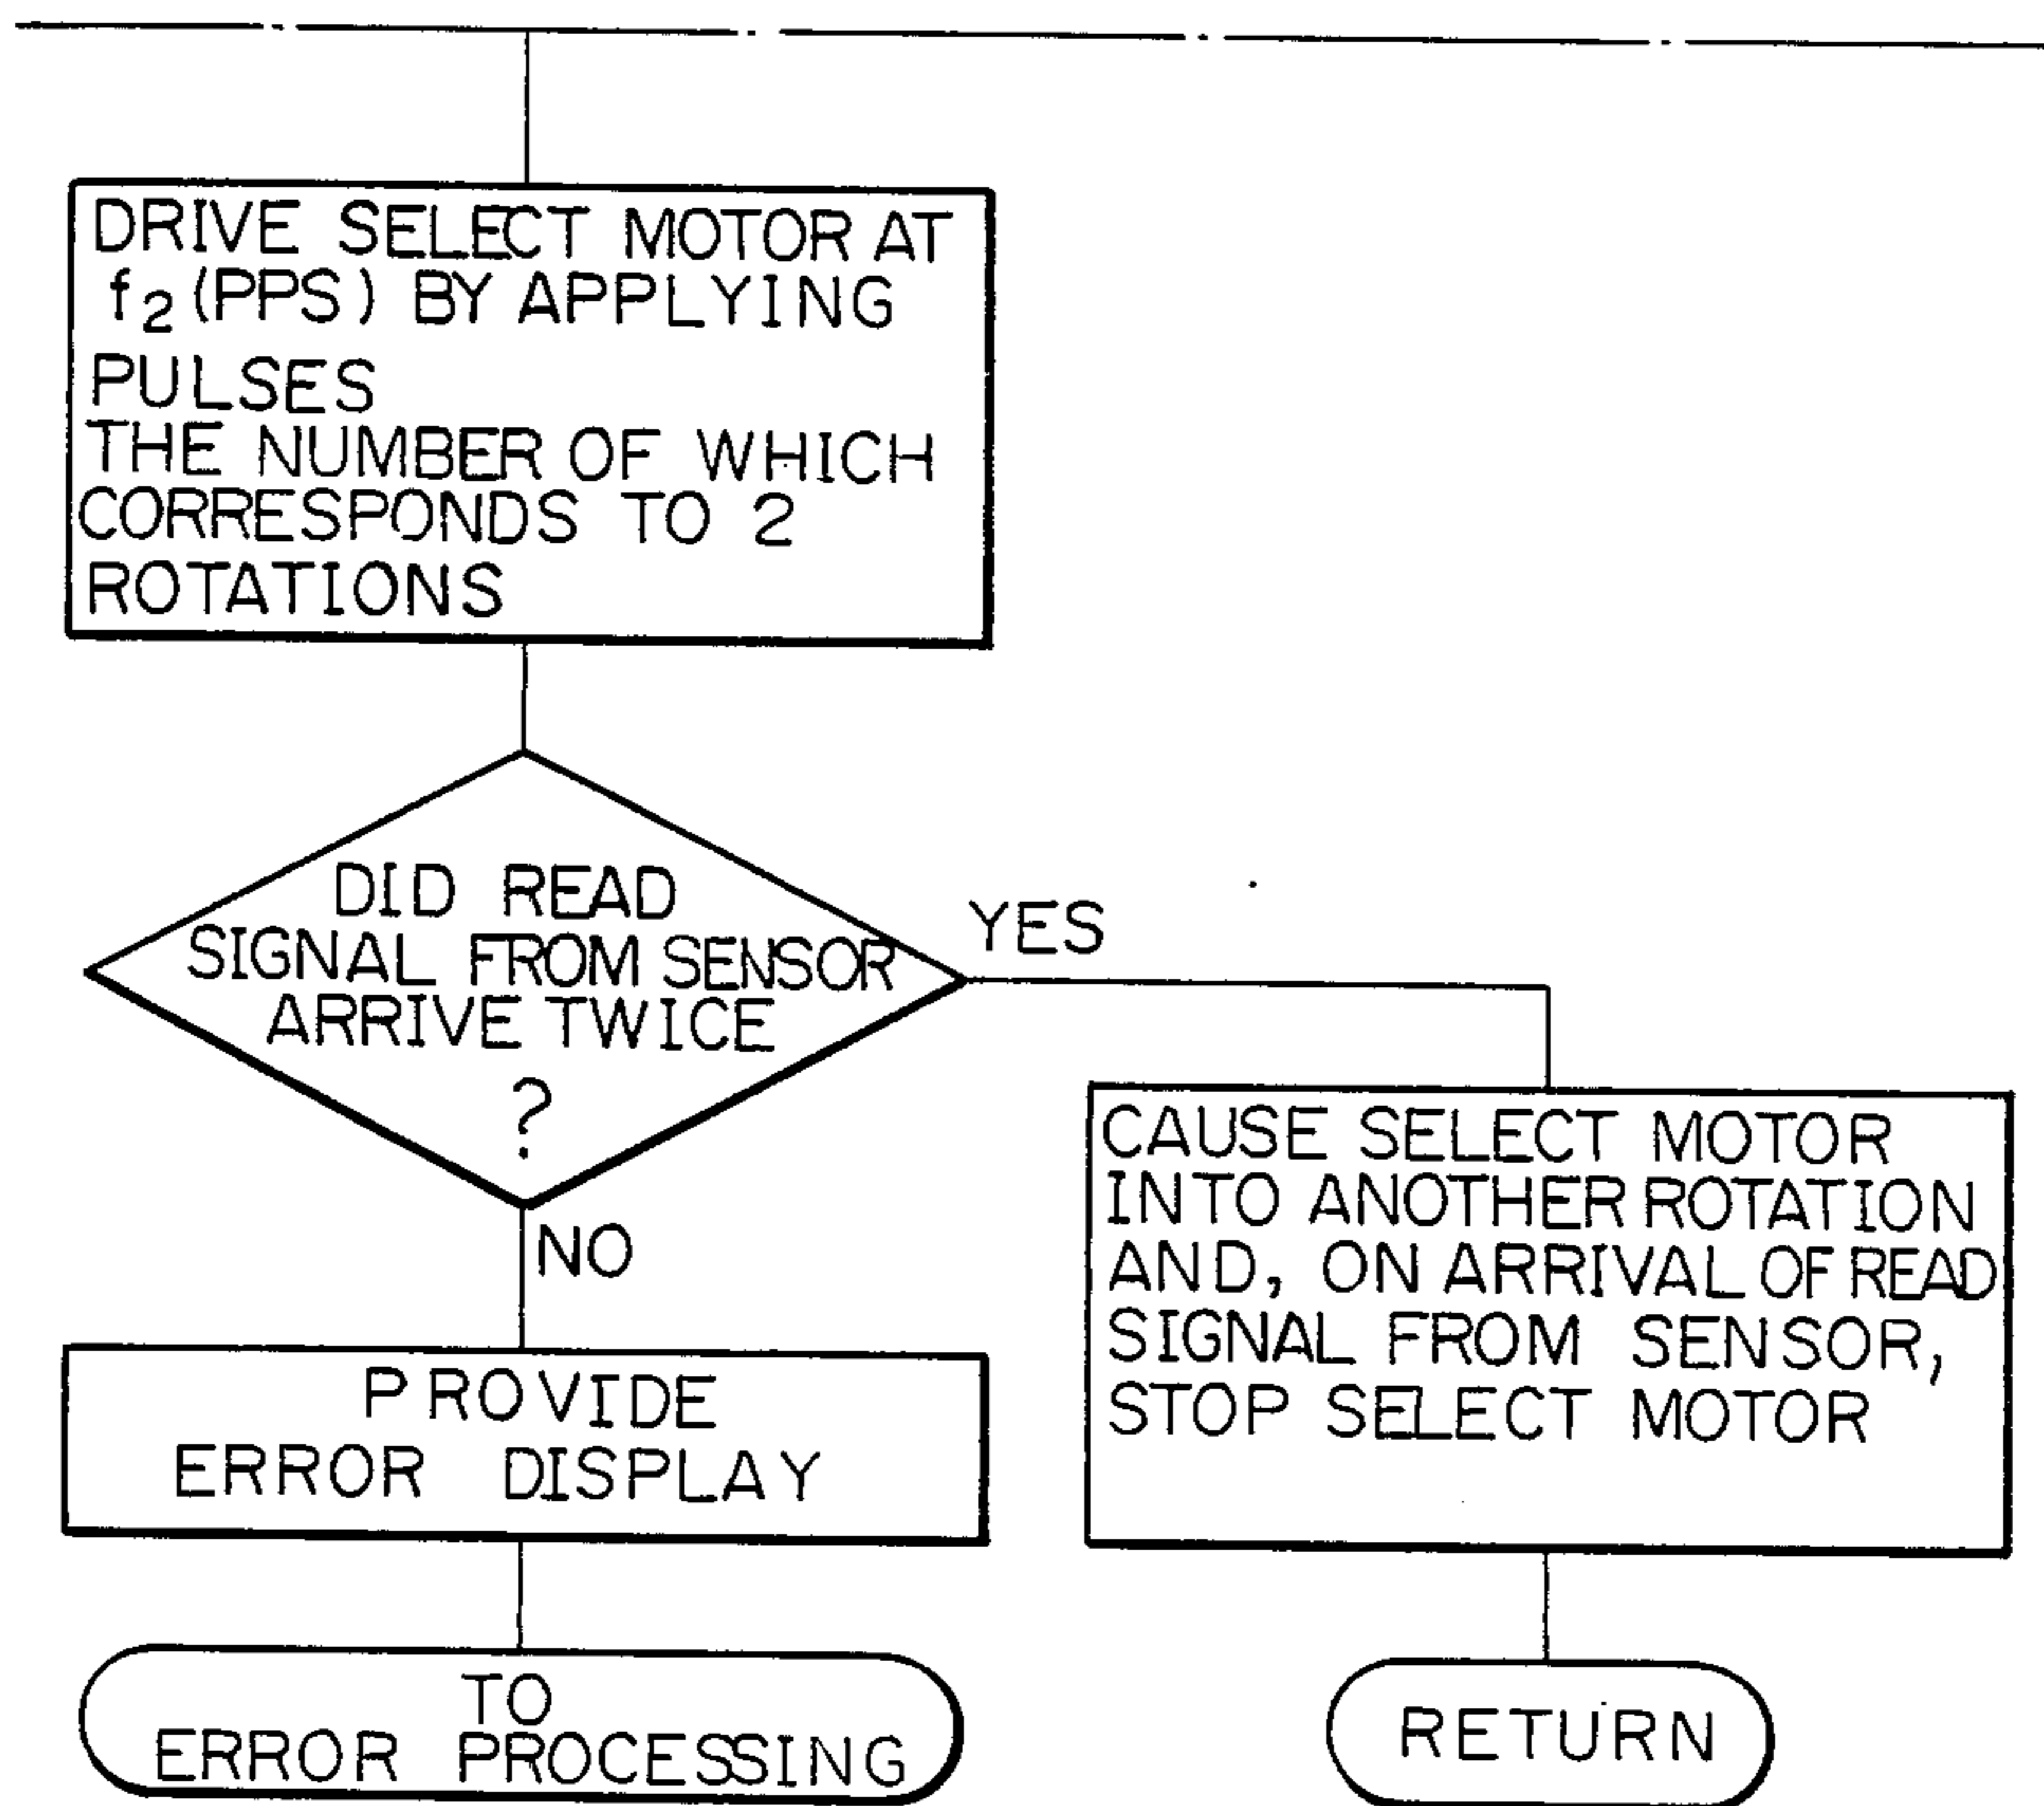 DRIVE SELECT MOTOR AT
f₂ (PPS) BY APPLYING
PULSES
THE NUMBER OF WHICH
CORRESPONDS TO 2
ROTATIONS
DID READ
SIGNAL FROM SENSOR
ARRIVE TWICE
?
YES
NO
CAUSE SELECT MOTOR
INTO ANOTHER ROTATION
AND, ON ARRIVAL OF READ
SIGNAL FROM SENSOR,
STOP SELECT MOTOR
PROVIDE
ERROR DISPLAY
TO
ERROR PROCESSING
RETURN